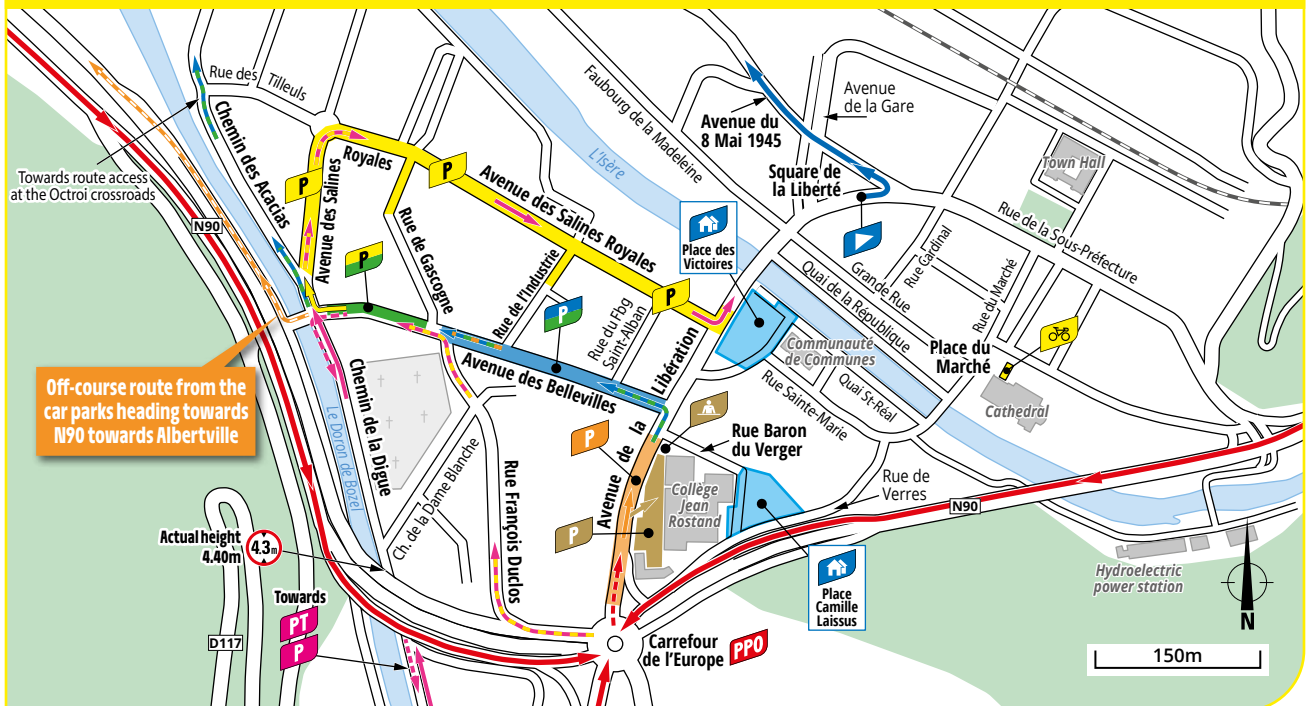 Rue des Tilleuls
Faubourg de la Madeleine
Avenue
de la Gare
Avenue du
8 Mai 1945
L'Isère
Town Hall
Chemin des Acacias
Royales
P
P
Square de
la Liberté
Towards route access
at the Octroi crossroads
Avenue des Salines
Avenue des Salines Royales
N90
Rue de la Sous-Préfecture
Place des
Victoires
Rue de Gascogne
Rue Cardinal
Grande Rue
Rue du Marché
Quai de la République
P
P
P
Rue de l'Industrie
Rue du Fbg
Saint-Alban
Libération
Communauté
de Communes
Place du
Marché
Avenue des Bellevilles
Quai St-Réal
Cathedral
Rue Sainte-Marie
Off-course route from the
car parks heading towards
N90 towards Albertville
Chemin de la Digue
Le Doron de Bozel
Rue Baron
du Verger
P
Avenue de la
Ch. de la Dame Blanche
Rue François Duclos
Collège
Jean
Rostand
Rue de
Verres
N90
P
Actual height
4.40m
4.3m
Place
Camille
Laissus
Hydroelectric
power station
N
Towards
PT
P
D117
Carrefour
de l'Europe
PPO
150m